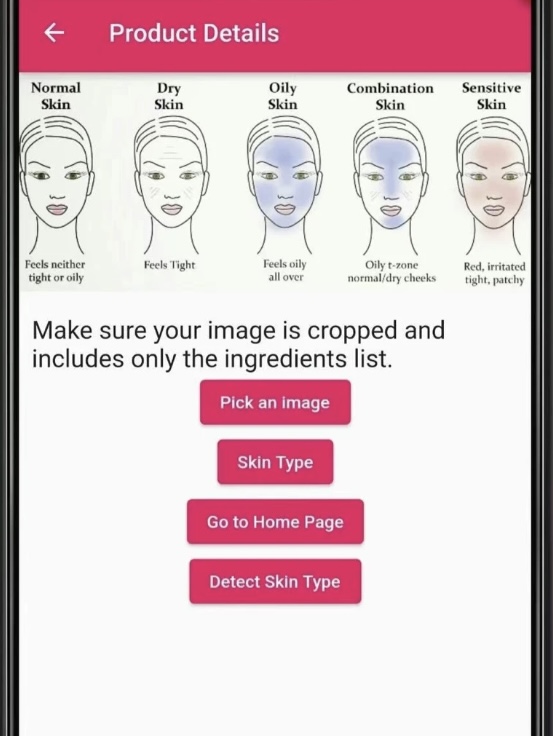 Product Details
Normal
Skin
Dry
Skin
Oily
Skin
Combination
Skin
Sensitive
Skin
Feels neither
tight or oily
Feels Tight
Feels oily
all over
Oily t-zone
normal/dry cheeks
Red, irritated
tight, patchy
Make sure your image is cropped and
includes only the ingredients list.
Pick an image
Skin Type
Go to Home Page
Detect Skin Type